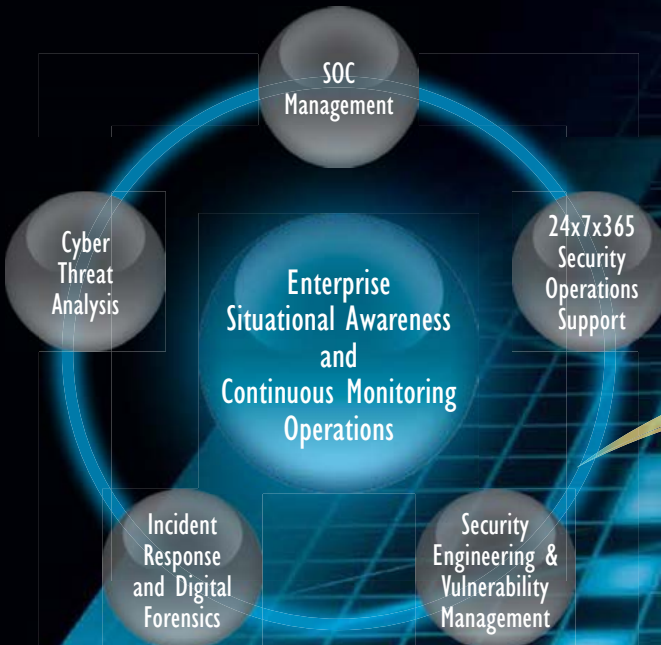 SOC
Management
24x7x365
Security
Operations
Support
Cyber
Threat
Analysis
Enterprise
Situational Awareness
and
Continuous Monitoring
Operations
Incident
Response
and Digital
Forensics
Security
Engineering &
Vulnerability
Management